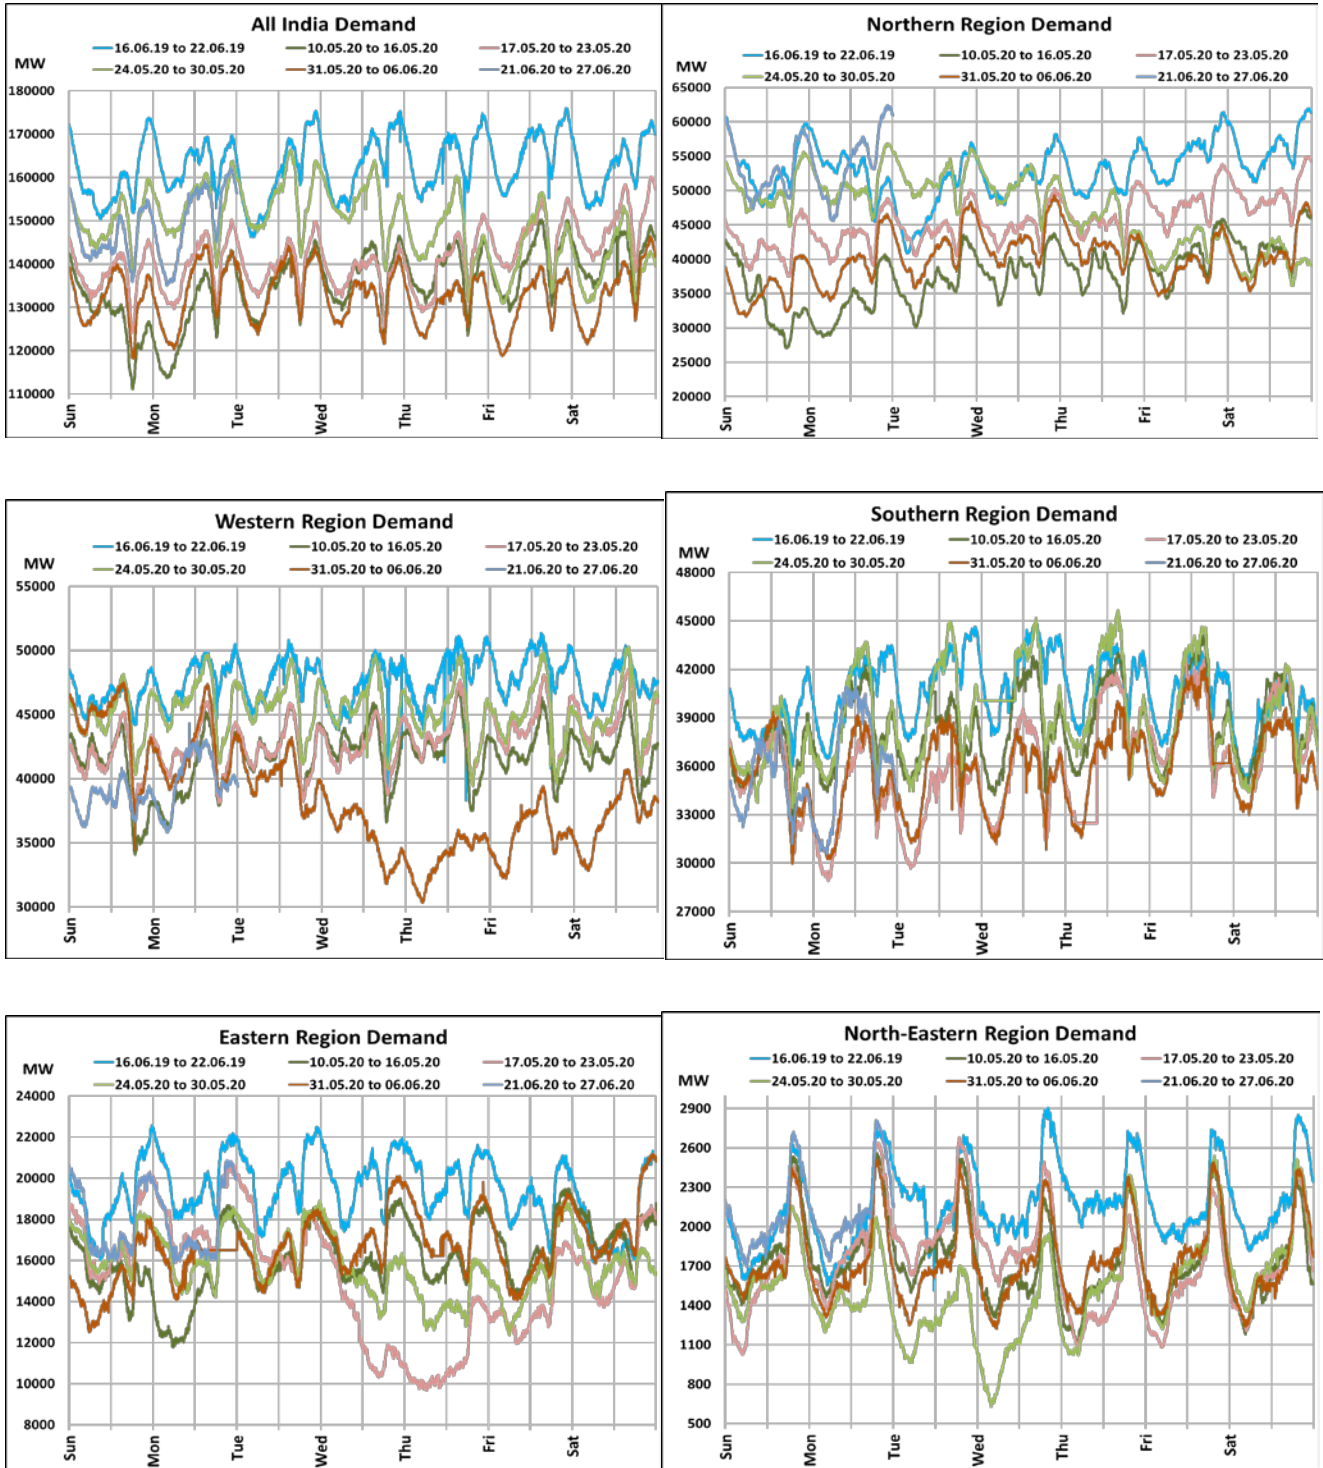 All India Demand
16.06.19 to 22.06.19 10.05.20 to 16.05.20 17.05.20 to 23.05.20
MW
24.05.20 to 30.05.20 31.05.20 to 06.06.20 21.06.20 to 27.06.20
180000
170000
160000
150000
140000
130000
120000
110000
Sun Mon Tue Wed Thu Fri Sat
Northern Region Demand
16.06.19 to 22.06.19 10.05.20 to 16.05.20 17.05.20 to 23.05.20
MW
24.05.20 to 30.05.20 31.05.20 to 06.06.20 21.06.20 to 27.06.20
65000
60000
55000
50000
45000
40000
35000
30000
25000
20000
Sun Mon Tue Wed Thu Fri Sat
Western Region Demand
16.06.19 to 22.06.19 10.05.20 to 16.05.20 17.05.20 to 23.05.20
MW
24.05.20 to 30.05.20 31.05.20 to 06.06.20 21.06.20 to 27.06.20
55000
50000
45000
40000
35000
30000
Sun Mon Tue Wed Thu Fri Sat
Southern Region Demand
16.06.19 to 22.06.19 10.05.20 to 16.05.20 17.05.20 to 23.05.20
MW
24.05.20 to 30.05.20 31.05.20 to 06.06.20 21.06.20 to 27.06.20
48000
45000
42000
39000
36000
33000
30000
27000
Sun Mon Tue Wed Thu Fri Sat
Eastern Region Demand
16.06.19 to 22.06.19 10.05.20 to 16.05.20 17.05.20 to 23.05.20
MW
24.05.20 to 30.05.20 31.05.20 to 06.06.20 21.06.20 to 27.06.20
24000
22000
20000
18000
16000
14000
12000
10000
8000
Sun Mon Tue Wed Thu Fri Sat
North-Eastern Region Demand
16.06.19 to 22.06.19 10.05.20 to 16.05.20 17.05.20 to 23.05.20
MW
24.05.20 to 30.05.20 31.05.20 to 06.06.20 21.06.20 to 27.06.20
2900
2600
2300
2000
1700
1400
1100
800
500
Sun Mon Tue Wed Thu Fri Sat